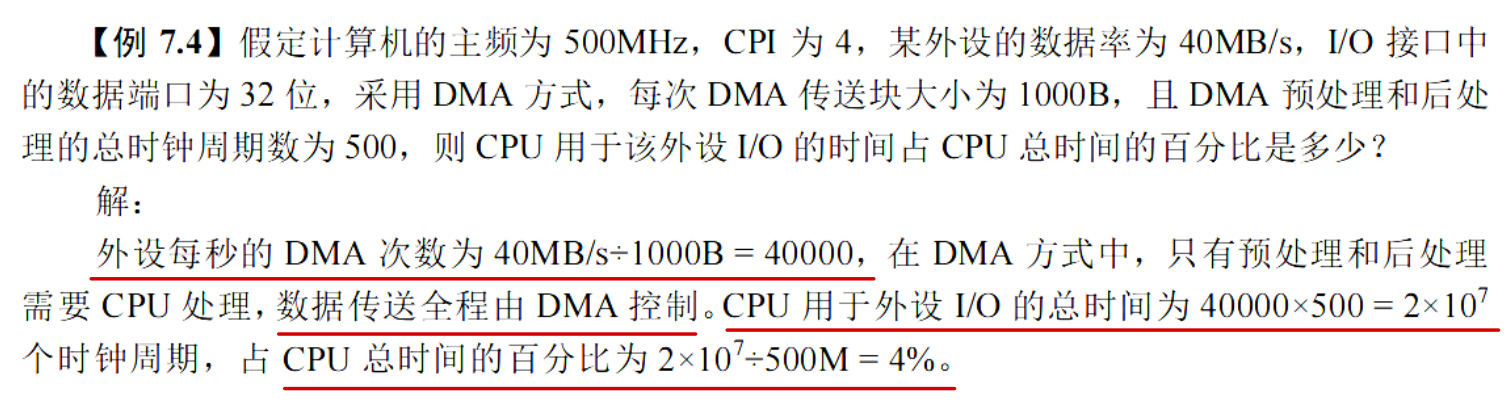 【例 7.4】假定计算机的主频为 500MHz，CPI 为 4，某外设的数据率为 40MB/s，I/O 接口中
的数据端口为 32 位，采用 DMA 方式，每次 DMA 传送块大小为 1000B，且 DMA 预处理和后处
理的总时钟周期数为 500，则 CPU 用于该外设 I/O 的时间占 CPU 总时间的百分比是多少？
解：
外设每秒的 DMA 次数为 40MB/s÷1000B = 40000，在 DMA 方式中，只有预处理和后处理
需要 CPU 处理，数据传送全程由 DMA 控制。CPU 用于外设 I/O 的总时间为 40000×500 = 2×10⁷
个时钟周期，占 CPU 总时间的百分比为 2×10⁷÷500M = 4%。